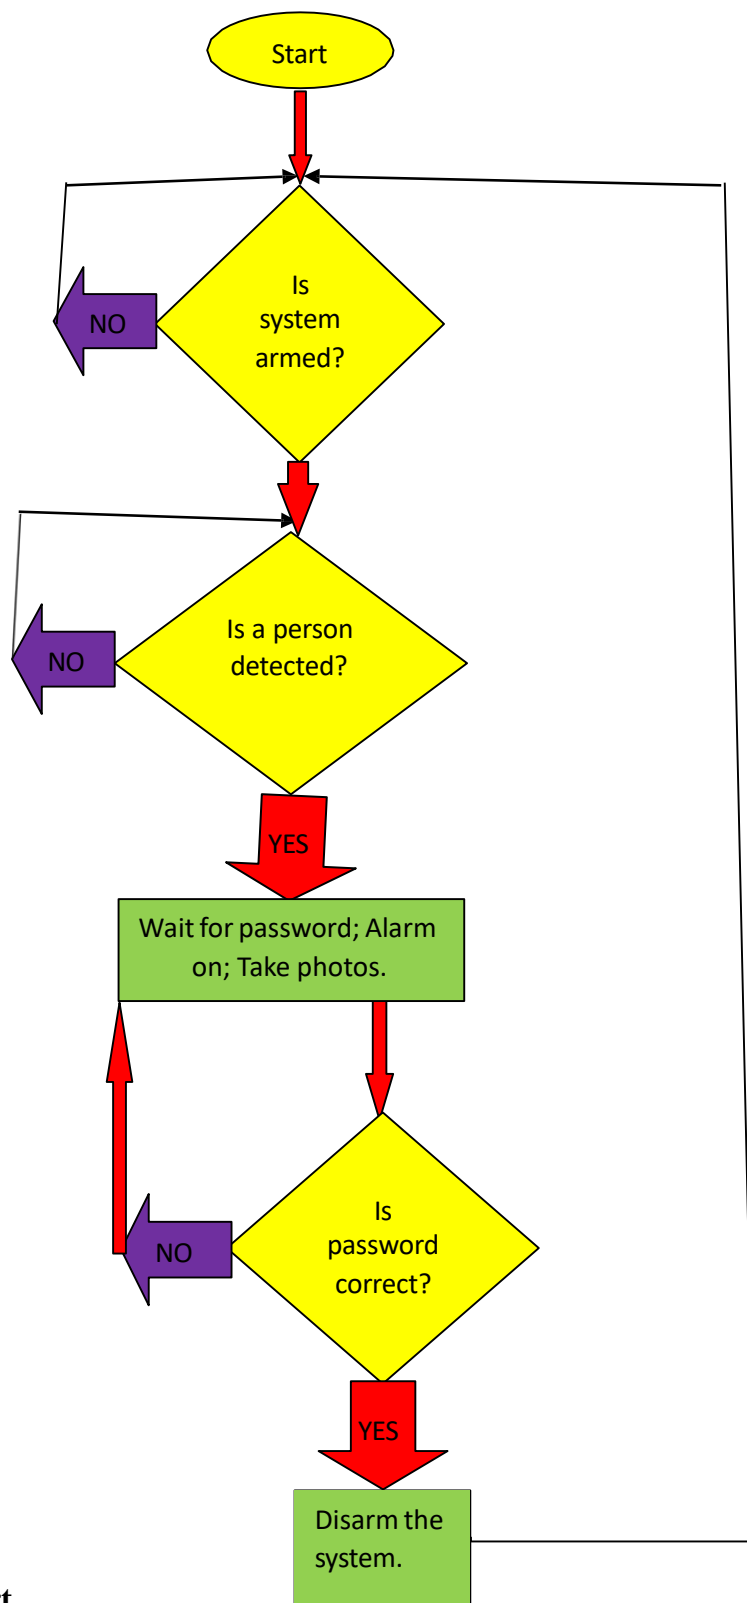 Start
Is
system
armed?
NO
Is a person
detected?
NO
YES
Wait for password; Alarm
on; Take photos.
Is
password
correct?
NO
YES
Disarm the
system.